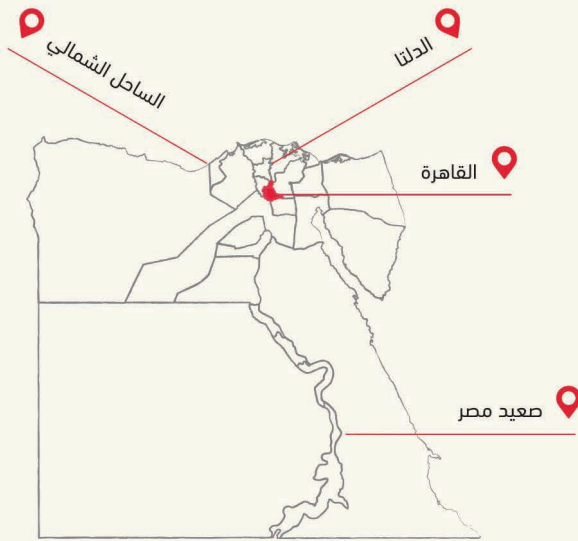 الدلتا
الساحل الشمالي
القاهرة
صعيد مصر